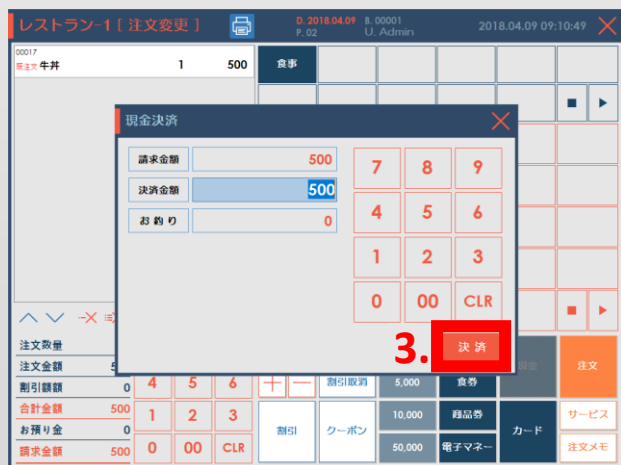 レストラン-1 [ 注文変更 ]
D. 2018.04.09 B. 00001
P. 02 U. Admin
2018.04.09 09:10:49
00017
既注文 牛丼 1 500
食事
現金決済
請求金額 500
決済金額 500
お釣り 0
7 8 9
4 5 6
1 2 3
0 00 CLR
3. 決済
注文数量
注文金額
割引額額 0
合計金額 500
お預り金 0
請求金額 500
4 5 6
1 2 3
0 00 CLR
＋ － 割引取消
割引 クーポン
5,000 食券 現金 注文
10,000 商品券 カード サービス
50,000 電子マネー 注文メモ